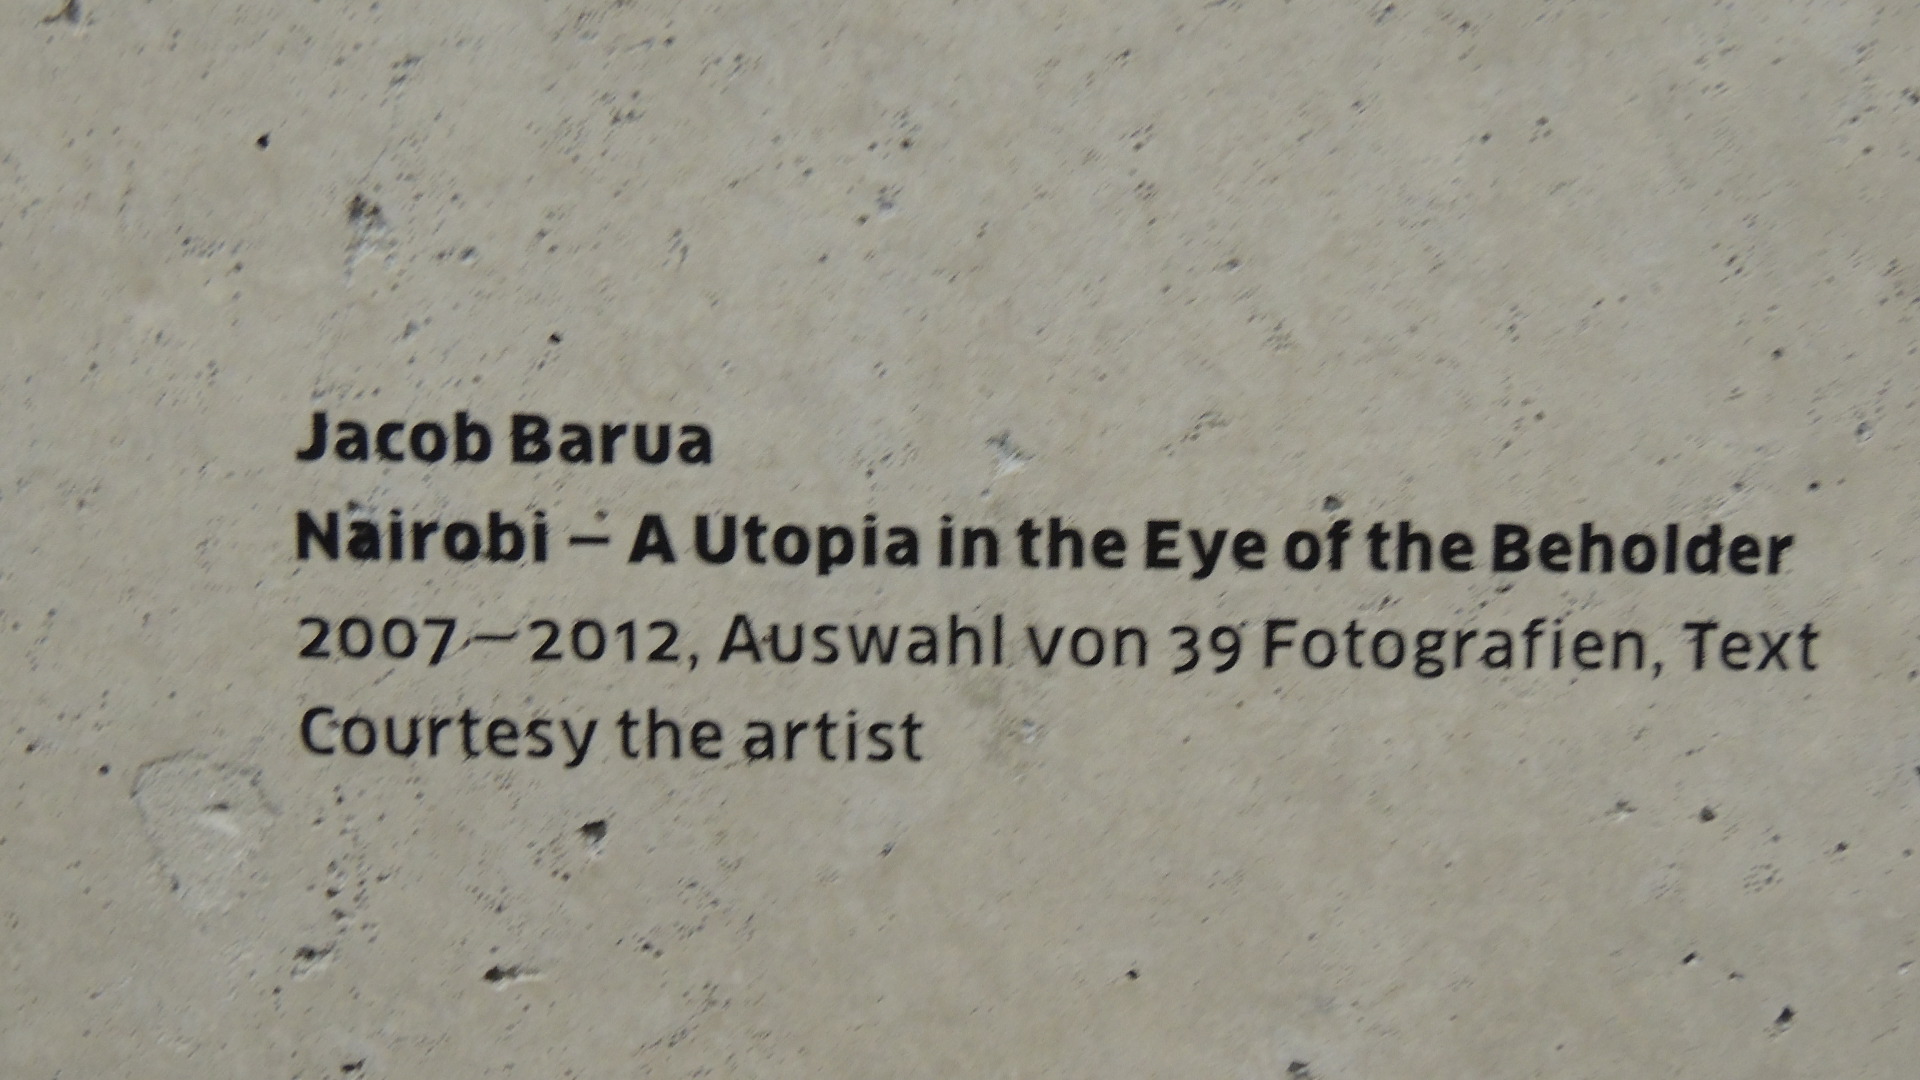 Jacob Barua
Nairobi – A Utopia in the Eye of the Beholder
2007–2012, Auswahl von 39 Fotografien, Text
Courtesy the artist